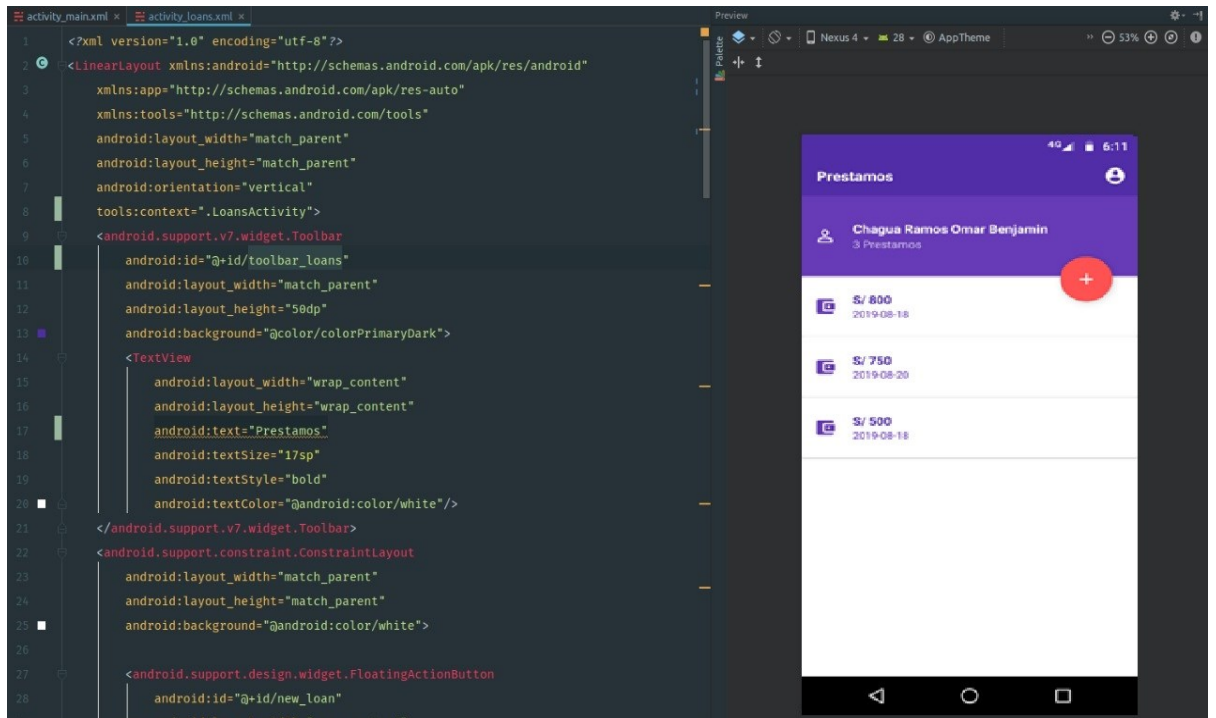 activity_main.xml × activity_loans.xml ×
1 <?xml version="1.0" encoding="utf-8"?>
2 <LinearLayout xmlns:android="http://schemas.android.com/apk/res/android"
3 xmlns:app="http://schemas.android.com/apk/res-auto"
4 xmlns:tools="http://schemas.android.com/tools"
5 android:layout_width="match_parent"
6 android:layout_height="match_parent"
7 android:orientation="vertical"
8 tools:context=".LoansActivity">
9 <android.support.v7.widget.Toolbar
10 android:id="@+id/toolbar_loans"
11 android:layout_width="match_parent"
12 android:layout_height="50dp"
13 android:background="@color/colorPrimaryDark">
14 <TextView
15 android:layout_width="wrap_content"
16 android:layout_height="wrap_content"
17 android:text="Prestamos"
18 android:textSize="17sp"
19 android:textStyle="bold"
20 android:textColor="@android:color/white"/>
21 </android.support.v7.widget.Toolbar>
22 <android.support.constraint.ConstraintLayout
23 android:layout_width="match_parent"
24 android:layout_height="match_parent"
25 android:background="@android:color/white">
26
27 <android.support.design.widget.FloatingActionButton
28 android:id="@+id/new_loan"
Preview
Palette
Nexus 4 28 AppTheme » 53%
4G 6:11
Prestamos
Chagua Ramos Omar Benjamin
3 Prestamos
+
S/ 800
2019-08-18
S/ 750
2019-08-20
S/ 500
2019-08-18